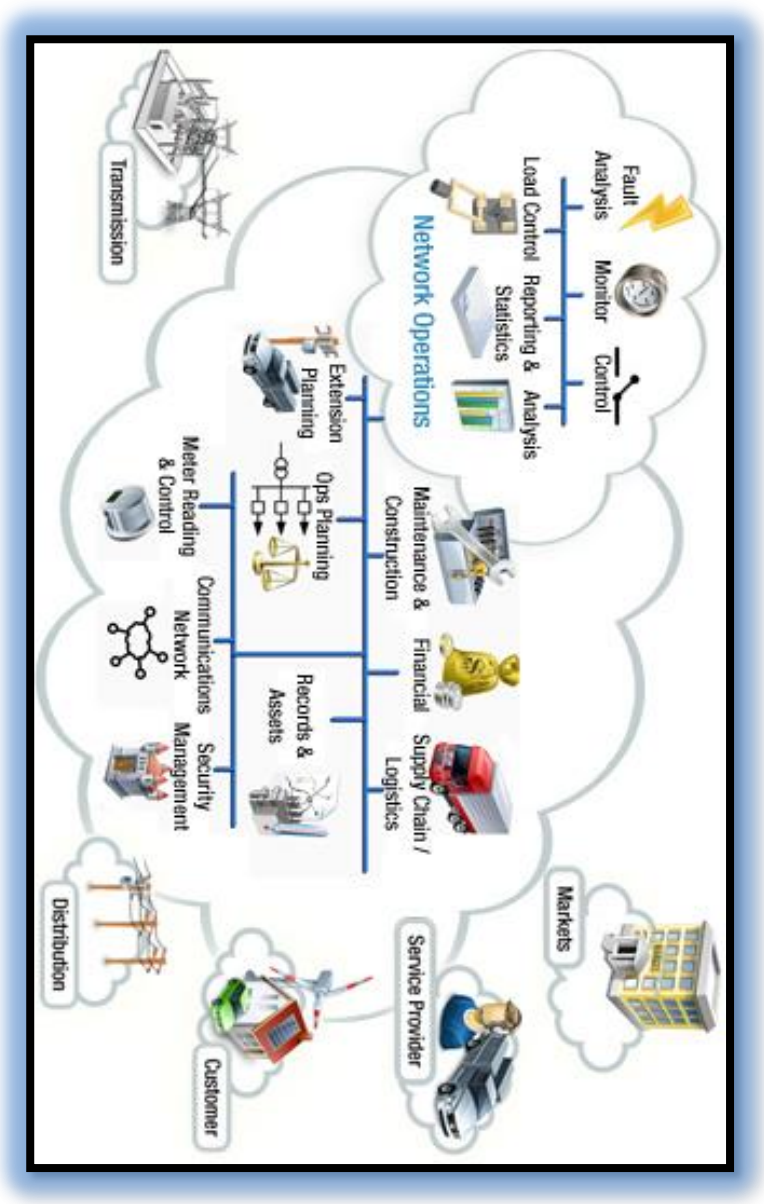 Fault
Analysis
Monitor
Control
Load Control
Reporting &
Statistics
Analysis
Network Operations
Markets
Maintenance &
Construction
Financial
Supply Chain /
Logistics
Service Provider
Extension
Planning
Ops Planning
Records &
Assets
Meter Reading
& Control
Communications
Network
Security
Management
Customer
Transmission
Distribution